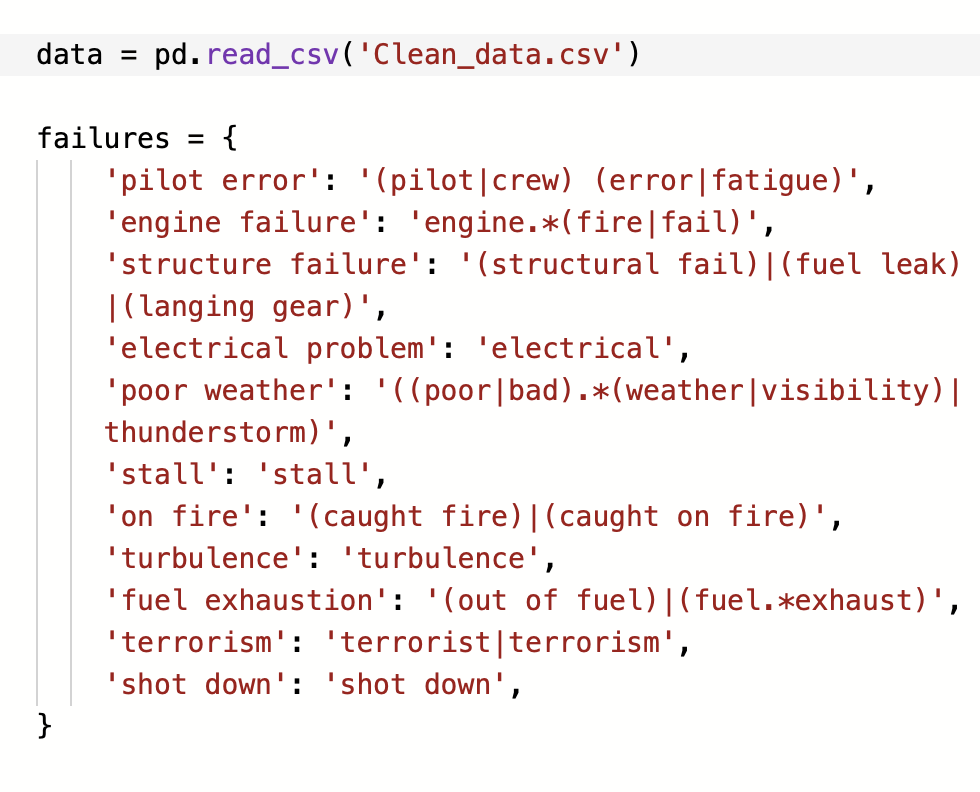 data = pd.read_csv('Clean_data.csv')
failures = {
'pilot error': '(pilot|crew) (error|fatigue)',
'engine failure': 'engine.*(fire|fail)',
'structure failure': '(structural fail)|(fuel leak)
|(langing gear)',
'electrical problem': 'electrical',
'poor weather': '((poor|bad).*(weather|visibility)|
thunderstorm)',
'stall': 'stall',
'on fire': '(caught fire)|(caught on fire)',
'turbulence': 'turbulence',
'fuel exhaustion': '(out of fuel)|(fuel.*exhaust)',
'terrorism': 'terrorist|terrorism',
'shot down': 'shot down',
}